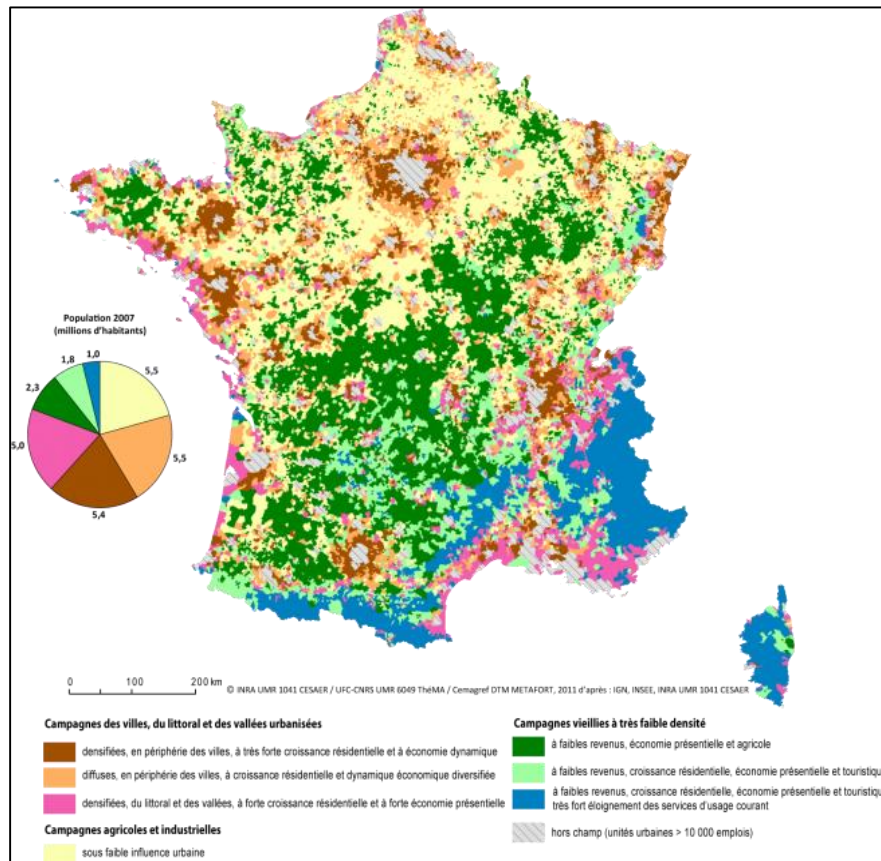 Population 2007
(millions d'habitants)
1,0
1,8
5,5
2,3
5,0
5,5
5,4
0 100 200 km
© INRA UMR 1041 CESAER / UFC-CNRS UMR 6049 ThéMA / Cemagref DTM METAFORT, 2011 d'après : IGN, INSEE, INRA UMR 1041 CESAER
Campagnes des villes, du littoral et des vallées urbanisées
densifiées, en périphérie des villes, à très forte croissance résidentielle et à économie dynamique
diffuses, en périphérie des villes, à croissance résidentielle et dynamique économique diversifiée
densifiées, du littoral et des vallées, à forte croissance résidentielle et à forte économie présentielle
Campagnes agricoles et industrielles
sous faible influence urbaine
Campagnes vieillies à très faible densité
à faibles revenus, économie présentielle et agricole
à faibles revenus, croissance résidentielle, économie présentielle et touristiqu
à faibles revenus, croissance résidentielle, économie présentielle et touristiqu
très fort éloignement des services d'usage courant
hors champ (unités urbaines > 10 000 emplois)